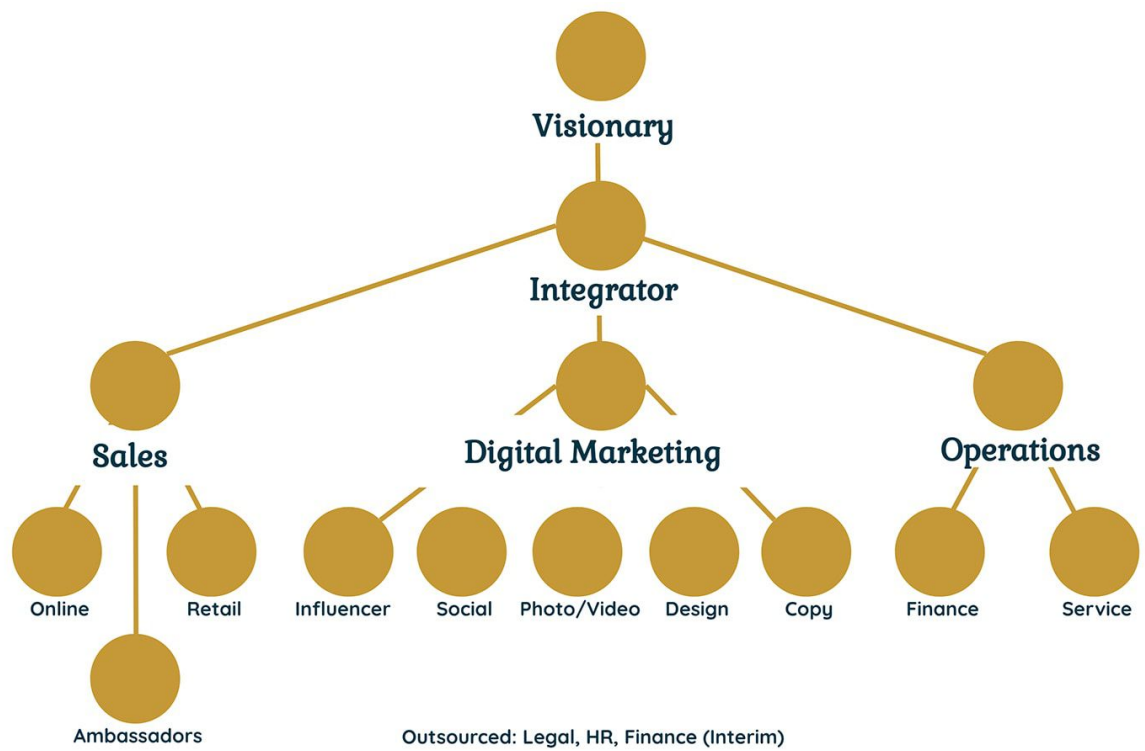 Visionary
Integrator
Sales
Digital Marketing
Operations
Online
Retail
Influencer
Social
Photo/Video
Design
Copy
Finance
Service
Ambassadors
Outsourced: Legal, HR, Finance (Interim)